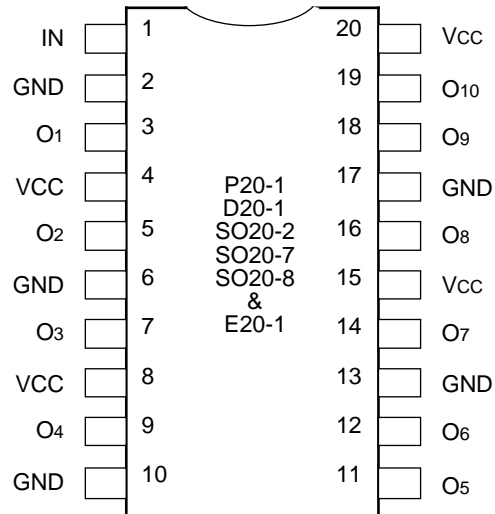 IN 1 20 VCC
GND 2 19 O10
O1 3 18 O9
VCC 4 17 GND
P20-1
D20-1
O2 5 SO20-2 16 O8
SO20-7
GND 6 SO20-8 15 VCC
&
O3 7 E20-1 14 O7
VCC 8 13 GND
O4 9 12 O6
GND 10 11 O5